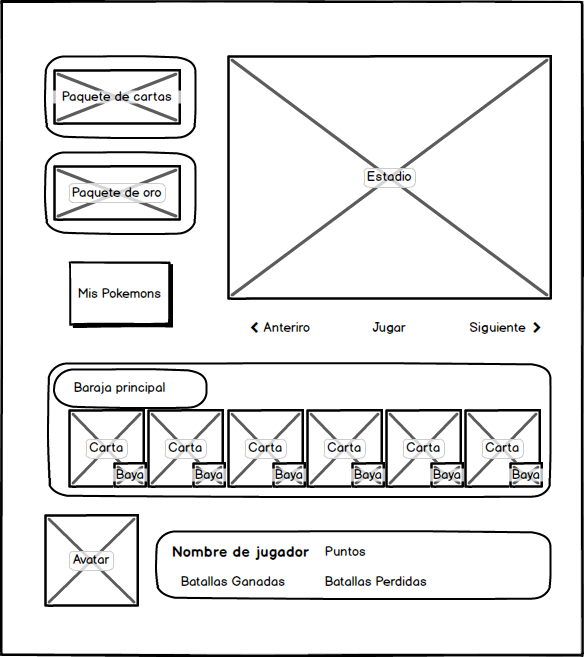 Paquete de cartas
Paquete de oro
Mis Pokemons
Estadio
Anteriro
Jugar
Siguiente
Baraja principal
Carta
Carta
Carta
Carta
Carta
Carta
Baya
Baya
Baya
Baya
Baya
Baya
Avatar
Nombre de jugador
Puntos
Batallas Ganadas
Batallas Perdidas